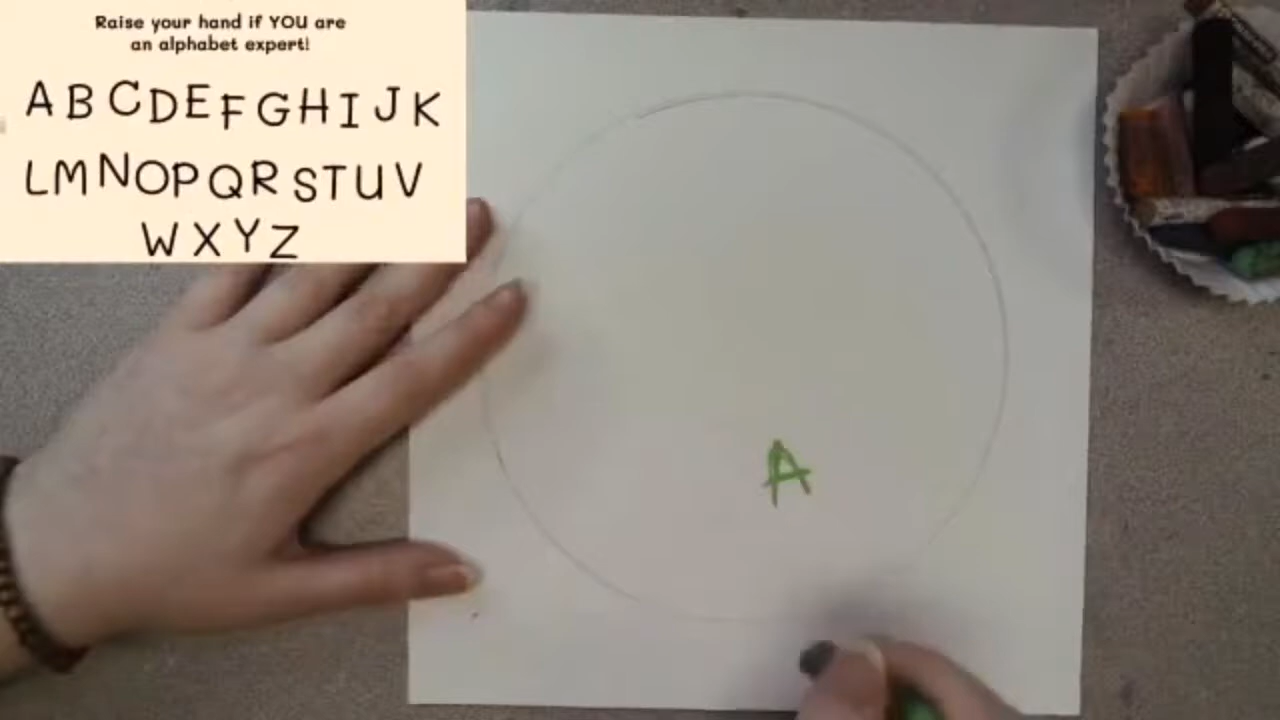 Raise your hand if YOU are
an alphabet expert!
A B C D E F G H I J K
L M N O P Q R S T U V
W X Y Z
A